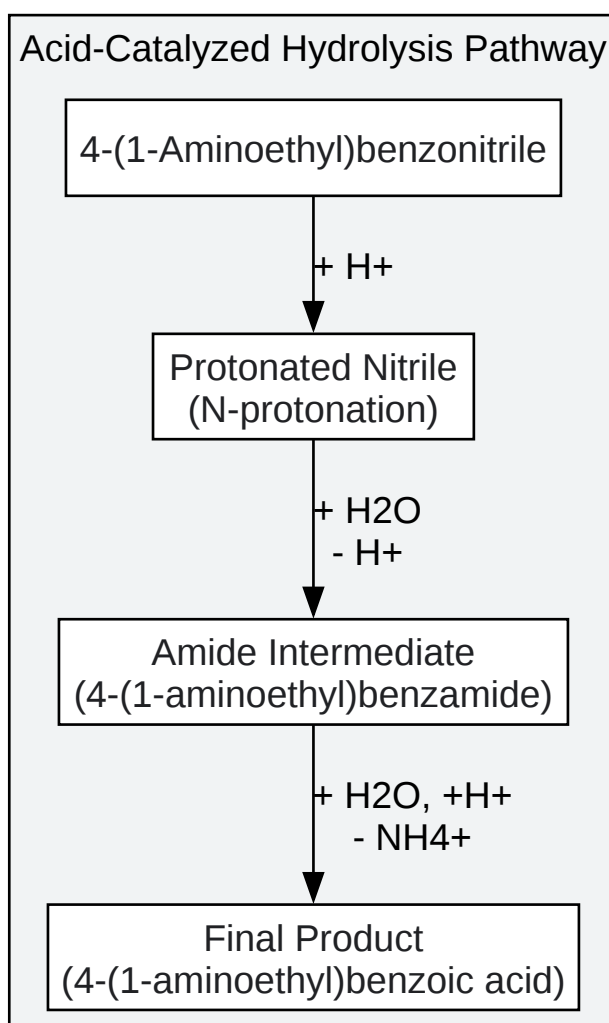 Acid-Catalyzed Hydrolysis Pathway
4-(1-Aminoethyl)benzonitrile
+ H+
Protonated Nitrile
(N-protonation)
+ H2O
- H+
Amide Intermediate
(4-(1-aminoethyl)benzamide)
+ H2O, +H+
- NH4+
Final Product
(4-(1-aminoethyl)benzoic acid)